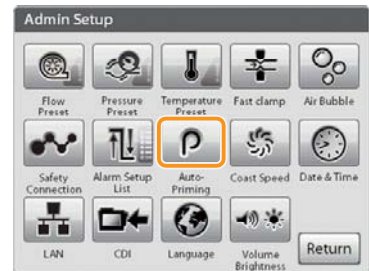 Admin Setup
Flow
Preset
Pressure
Preset
Temperature
Preset
Fast clamp
Air Bubble
Safety
Connection
Alarm Setup
List
Auto-
Priming
Coast Speed
Date & Time
LAN
CDI
Language
Volume
Brightness
Return